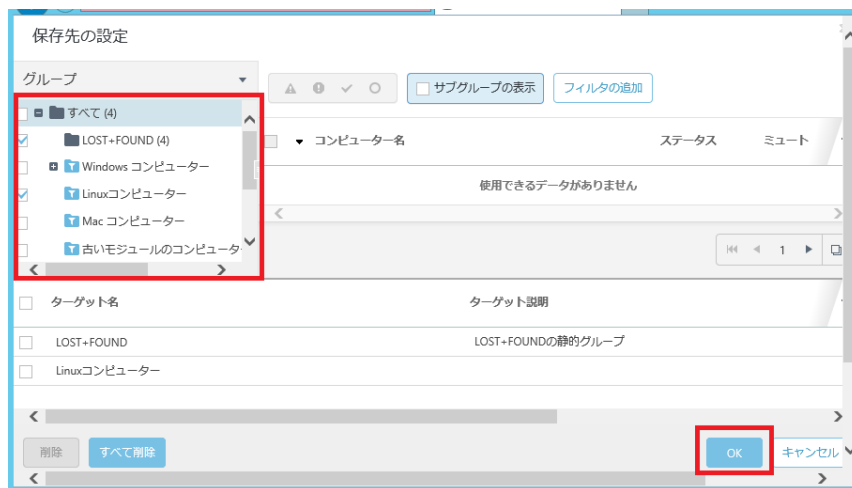 保存先の設定
グループ
サブグループの表示
フィルタの追加
すべて (4)
LOST+FOUND (4)
Windows コンピューター
Linuxコンピューター
Mac コンピューター
古いモジュールのコンピュータ
コンピューター名
ステータス
ミュート
使用できるデータがありません
1
ターゲット名
ターゲット説明
LOST+FOUND
LOST+FOUNDの静的グループ
Linuxコンピューター
削除
すべて削除
OK
キャンセル